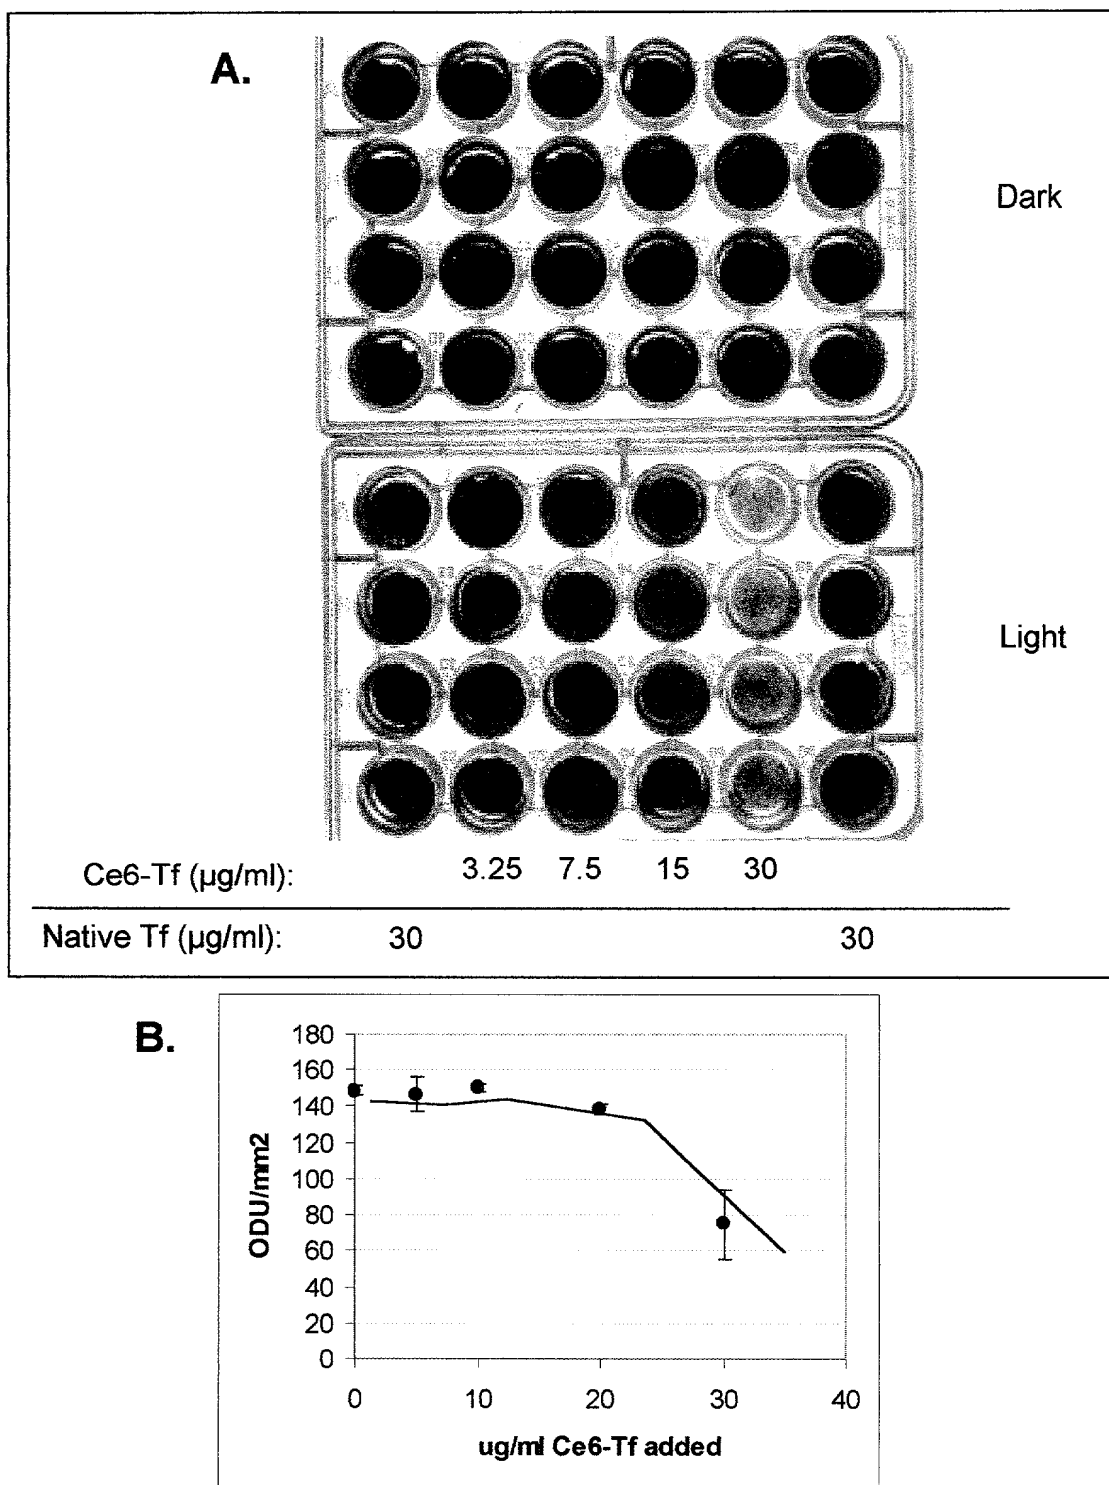 A.
Dark
Light
Ce6-Tf (µg/ml): 3.25 7.5 15 30
Native Tf (µg/ml): 30 30
B.
180
160
140
120
100
80
60
40
20
0
0 10 20 30 40
ODU/mm2
ug/ml Ce6-Tf added